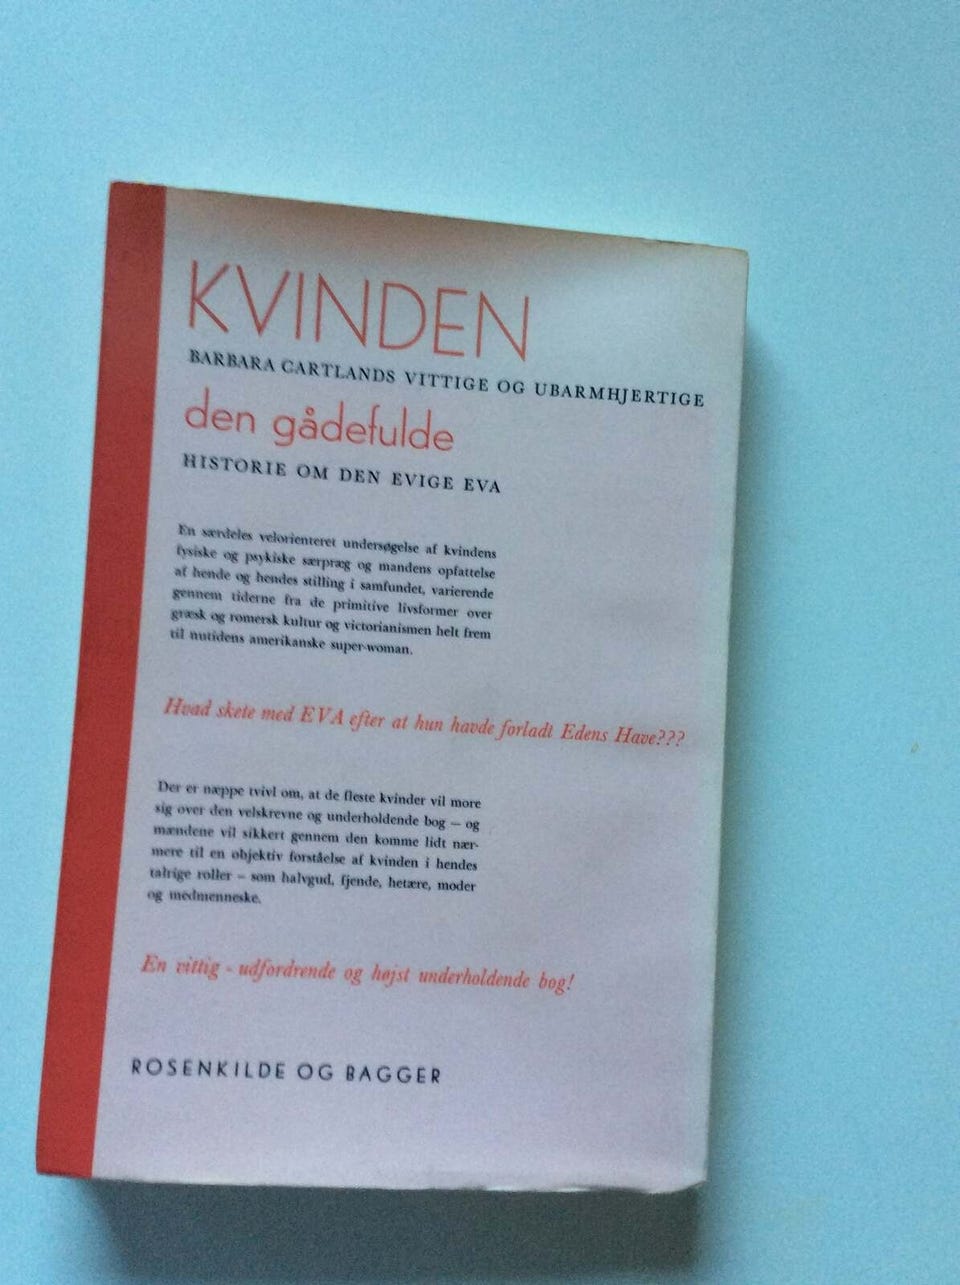 KVINDEN
BARBARA CARTLANDS VITTIGE OG UBARMHJERTIGE
den gådefulde
HISTORIE OM DEN EVIGE EVA
En særdeles velorienteret undersøgelse af kvindens
fysiske og psykiske særpræg og mandens opfattelse
af hende og hendes stilling i samfundet, varierende
gennem tiderne fra de primitive livsformer over
græsk og romersk kultur og victorianismen helt frem
til nutidens amerikanske super-woman.
Hvad skete med EVA efter at hun havde forladt Edens Have???
Der er næppe tvivl om, at de fleste kvinder vil more
sig over den velskrevne og underholdende bog – og
mændene vil sikkert gennem den komme lidt nær-
mere til en objektiv forståelse af kvinden i hendes
talrige roller – som halvgud, fjende, hetære, moder
og medmenneske.
En vittig - udfordrende og højst underholdende bog!
ROSENKILDE OG BAGGER